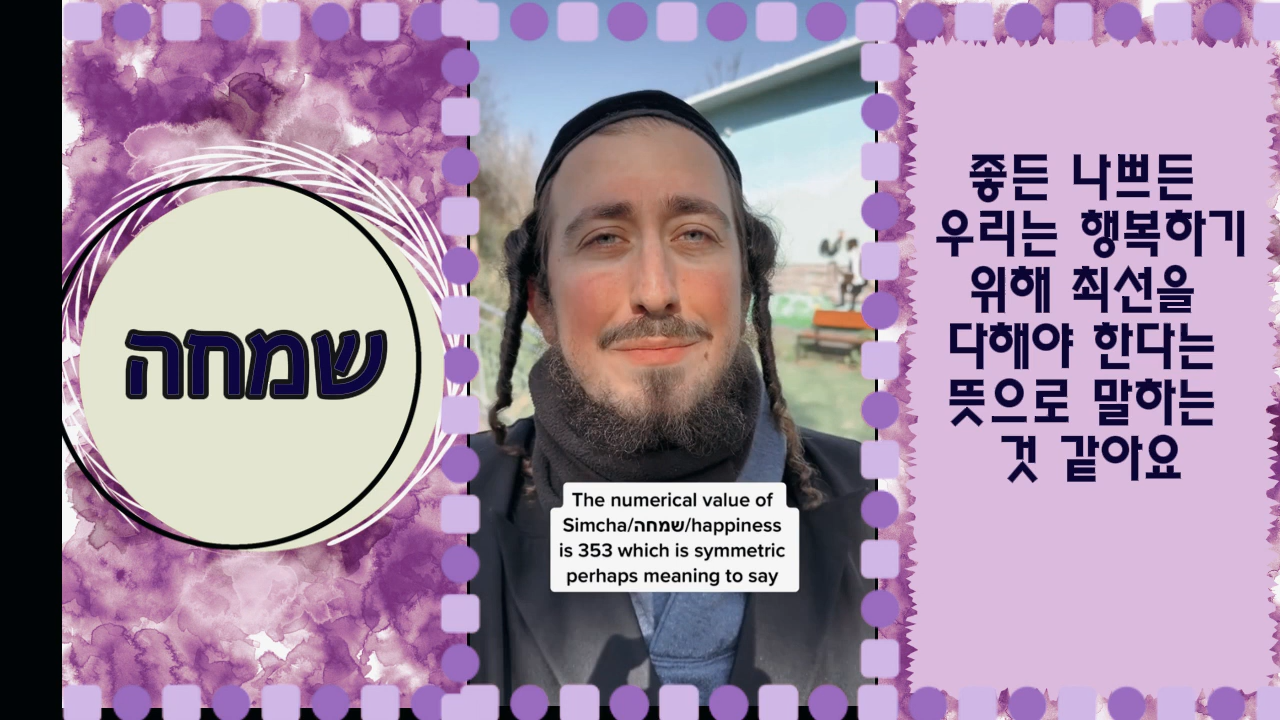 שמחה
The numerical value of
Simcha/שמחה/happiness
is 353 which is symmetric
perhaps meaning to say
좋든 나쁘든
우리는 행복하기
위해 최선을
다해야 한다는
뜻으로 말하는
것 같아요